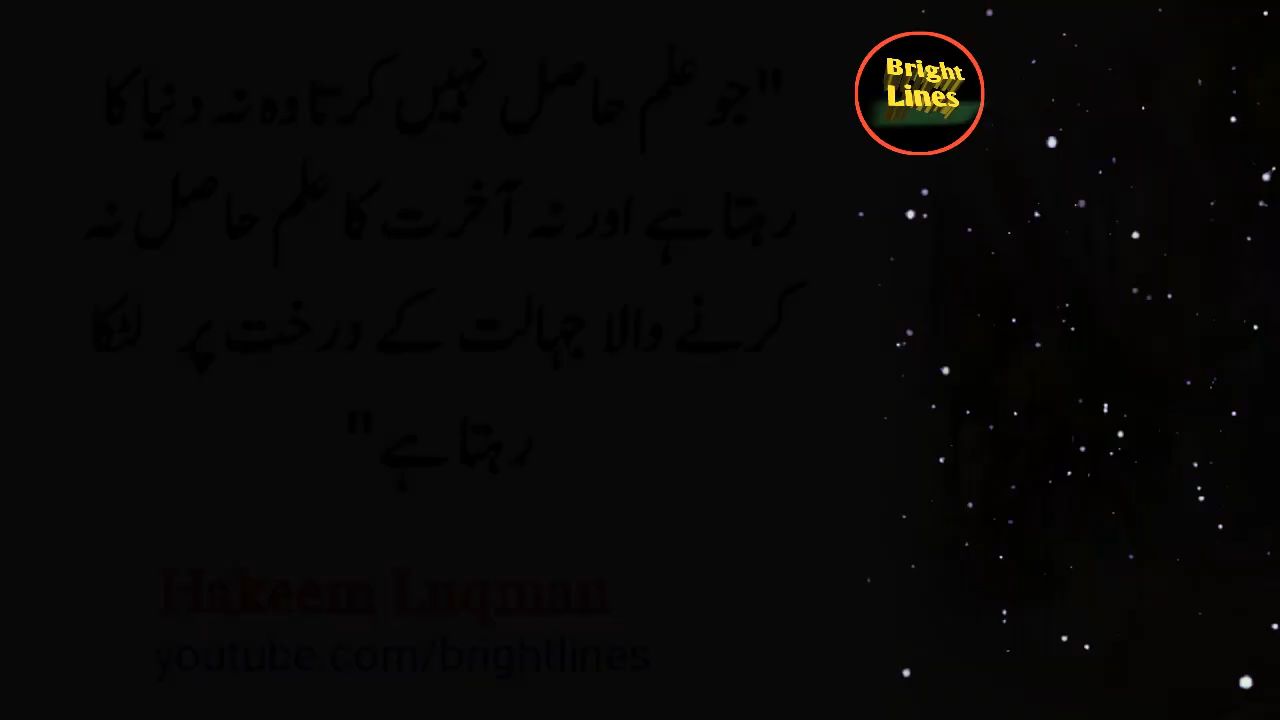 "جو علم حاصل نہیں کرتا وہ نہ دنیا کا
رہتا ہے اور نہ آخرت کا علم حاصل نہ
کرنے والا جہالت کے درخت پر لٹکا
رہتا ہے"
Hakeem Luqman
youtube.com/brightlines
Bright
Lines